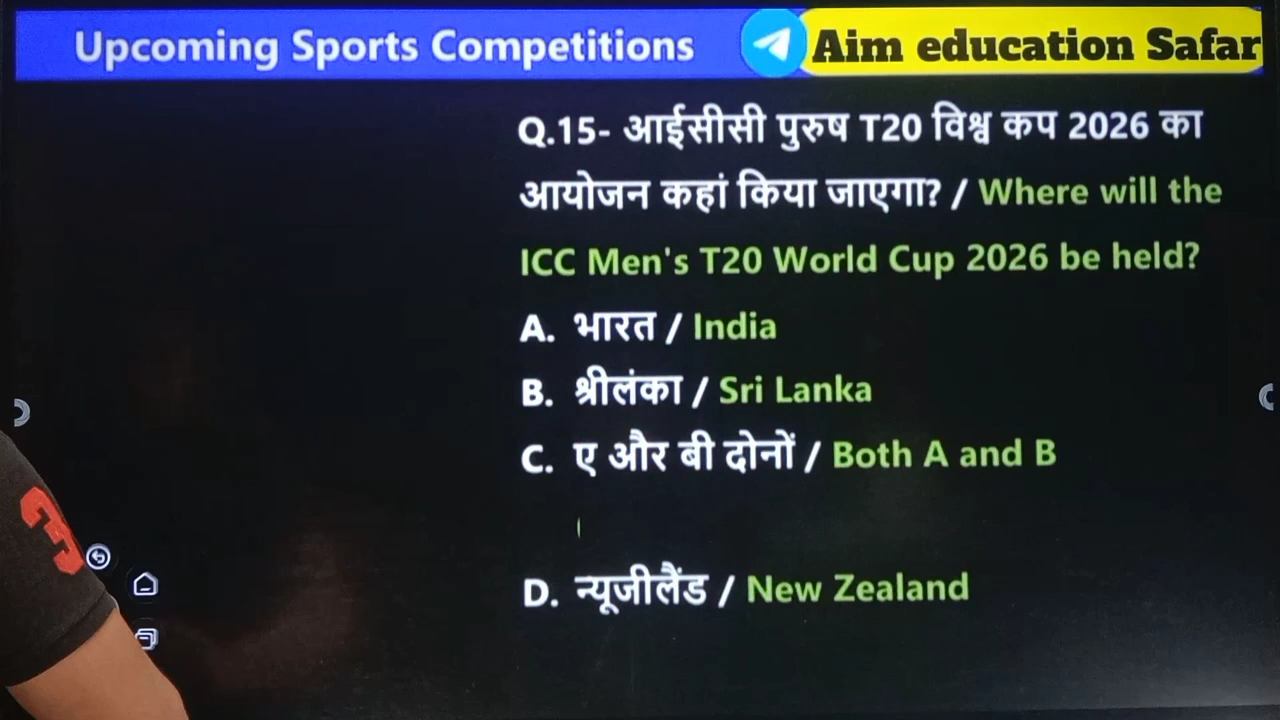 Upcoming Sports Competitions
Aim education Safar
Q.15- आईसीसी पुरुष T20 विश्व कप 2026 का
आयोजन कहां किया जाएगा? / Where will the
ICC Men's T20 World Cup 2026 be held?
A. भारत / India
B. श्रीलंका / Sri Lanka
C. ए और बी दोनों / Both A and B
D. न्यूजीलैंड / New Zealand
3